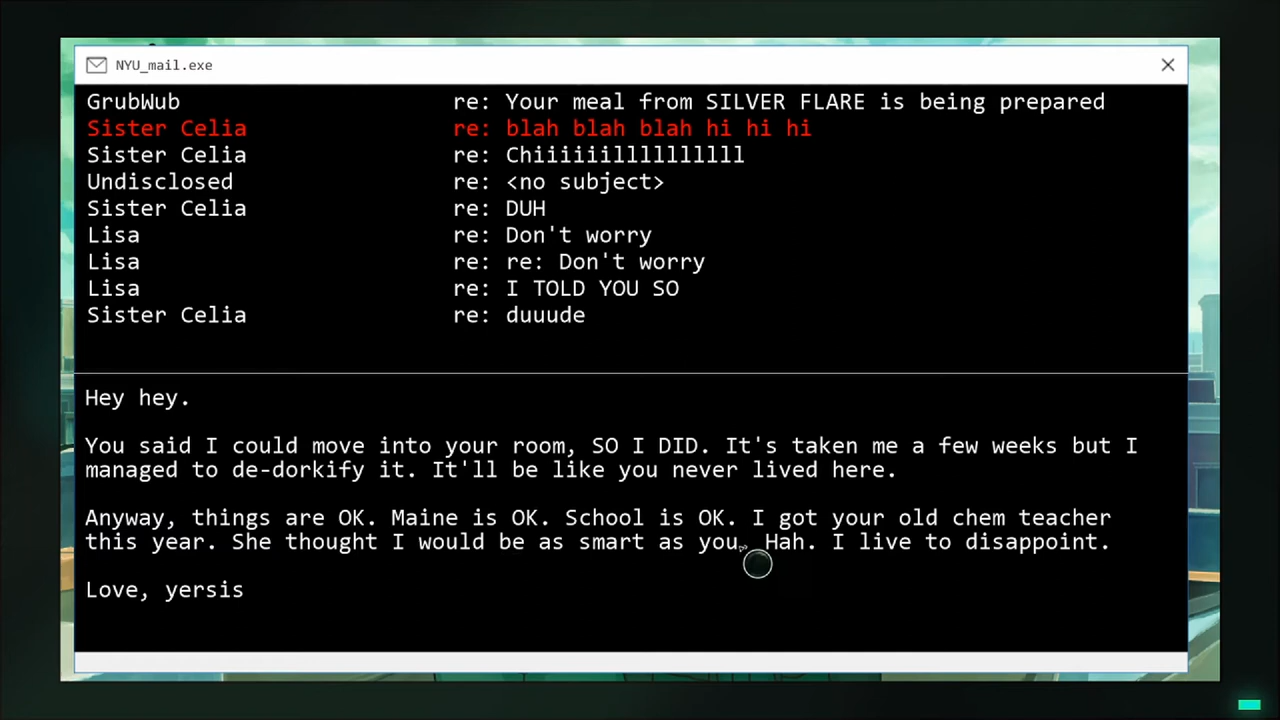 NYU_mail.exe
GrubWub re: Your meal from SILVER FLARE is being prepared
Sister Celia re: blah blah blah hi hi hi
Sister Celia re: Chiiiiiillllllllll
Undisclosed re: <no subject>
Sister Celia re: DUH
Lisa re: Don't worry
Lisa re: re: Don't worry
Lisa re: I TOLD YOU SO
Sister Celia re: duuude
Hey hey.
You said I could move into your room, SO I DID. It's taken me a few weeks but I
managed to de-dorkify it. It'll be like you never lived here.
Anyway, things are OK. Maine is OK. School is OK. I got your old chem teacher
this year. She thought I would be as smart as you. Hah. I live to disappoint.
Love, yersis